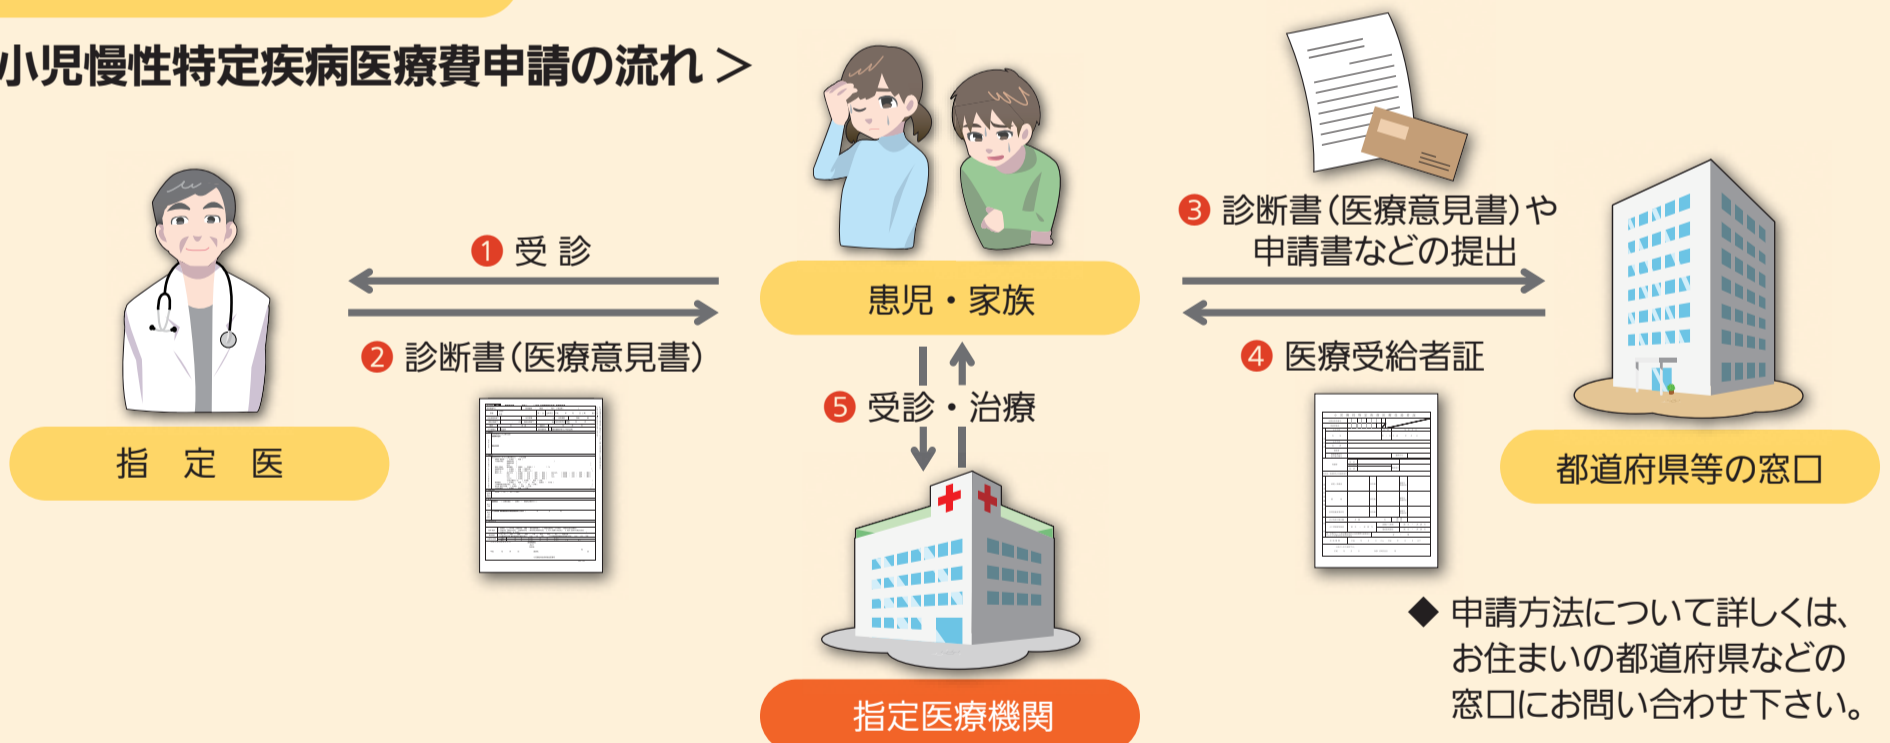 小児慢性特定疾病医療費申請の流れ＞
❶ 受 診
❷ 診断書（医療意見書）
指 定 医
患児・家族
❸ 診断書（医療意見書）や
申請書などの提出
❹ 医療受給者証
都道府県等の窓口
❺ 受診・治療
指定医療機関
◆ 申請方法について詳しくは、
お住まいの都道府県などの
窓口にお問い合わせ下さい。